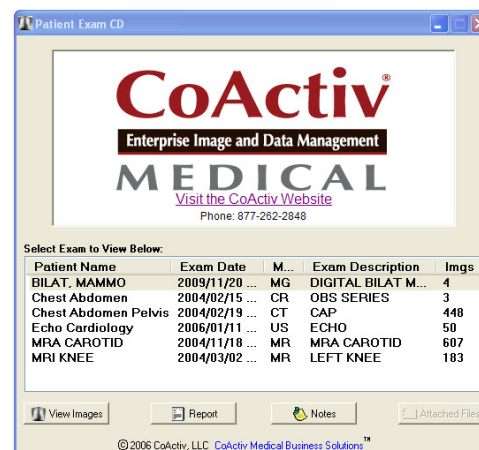 Patient Exam CD
CoActiv®
Enterprise Image and Data Management
MEDICAL
Visit the CoActiv Website
Phone: 877-262-2848
Select Exam to View Below:
Patient Name Exam Date M... Exam Description Imgs
BILAT, MAMMO 2009/11/20 ... MG DIGITAL BILAT M... 4
Chest Abdomen 2004/02/15 ... CR OBS SERIES 3
Chest Abdomen Pelvis 2004/02/19 ... CT CAP 448
Echo Cardiology 2006/01/11 ... US ECHO 50
MRA CAROTID 2004/11/18 ... MR MRA CAROTID 607
MRI KNEE 2004/03/02 ... MR LEFT KNEE 183
View Images Report Notes Attached Files
© 2006 CoActiv, LLC CoActiv Medical Business Solutions™